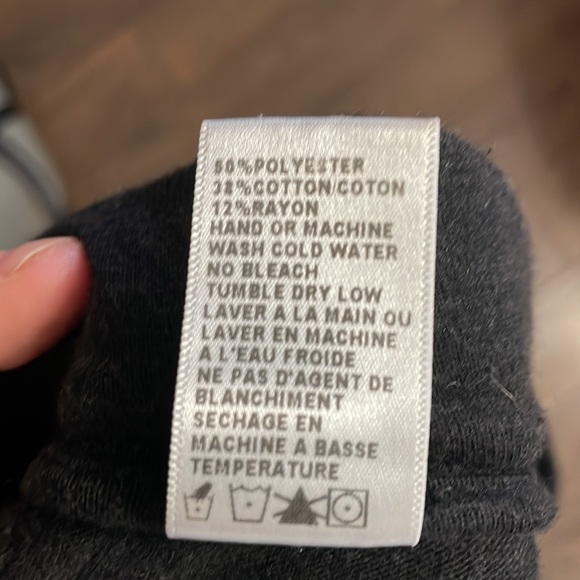 50%POLYESTER
38%COTTON/COTON
12%RAYON
HAND OR MACHINE
WASH COLD WATER
NO BLEACH
TUMBLE DRY LOW
LAVER A LA MAIN OU
LAVER EN MACHINE
A L'EAU FROIDE
NE PAS D'AGENT DE
BLANCHIMENT
SECHAGE EN
MACHINE A BASSE
TEMPERATURE